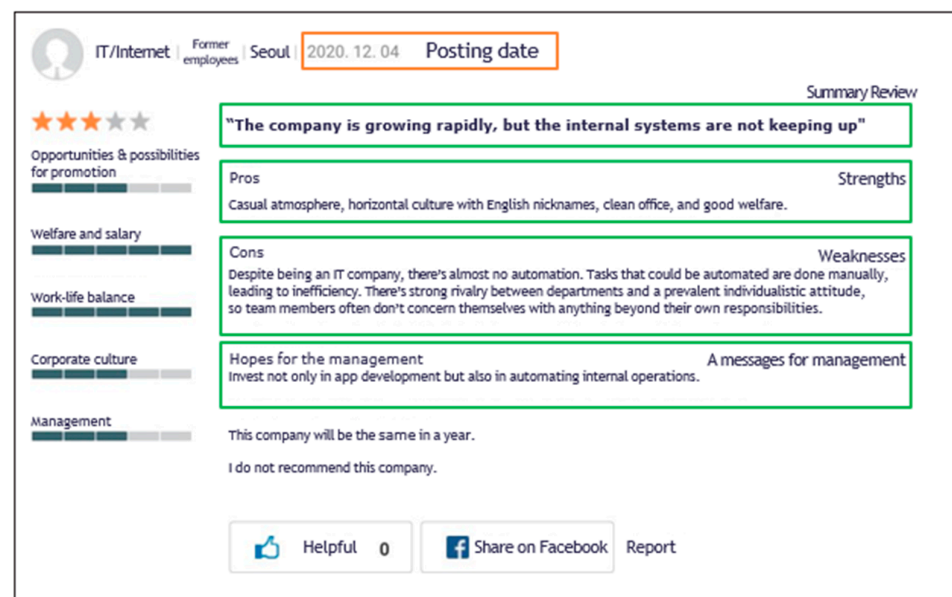 IT/Internet | Former employees | Seoul | 2020. 12. 04 Posting date
Summary Review
"The company is growing rapidly, but the internal systems are not keeping up"
Opportunities & possibilities
for promotion
Welfare and salary
Work-life balance
Corporate culture
Management
Pros Strengths
Casual atmosphere, horizontal culture with English nicknames, clean office, and good welfare.
Cons Weaknesses
Despite being an IT company, there's almost no automation. Tasks that could be automated are done manually,
leading to inefficiency. There's strong rivalry between departments and a prevalent individualistic attitude,
so team members often don't concern themselves with anything beyond their own responsibilities.
Hopes for the management A messages for management
Invest not only in app development but also in automating internal operations.
This company will be the same in a year.
I do not recommend this company.
Helpful 0 Share on Facebook Report